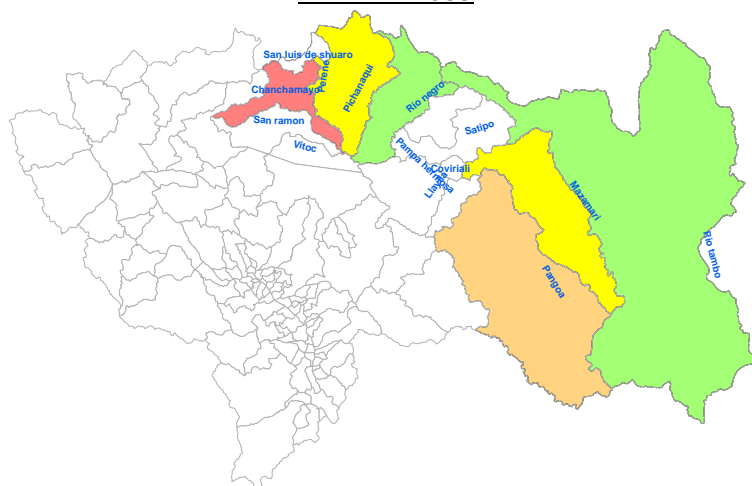 San luis de shuaro
Perene
Chanchamayo
Pichanaqui
San ramon
Rio negro
Vitoc
Satipo
Pampa hermosa
Coviriali
Mazamari
Rio tambo
Pangoa